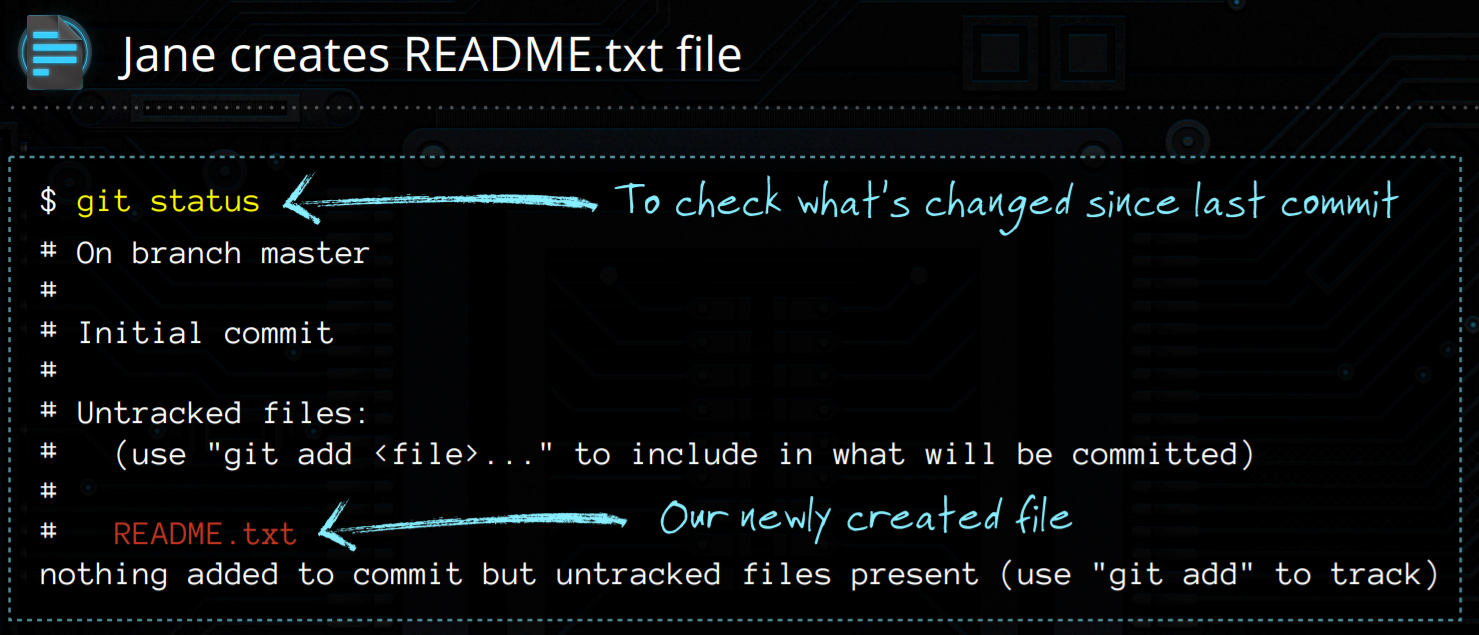 Jane creates README.txt file
$ git status
To check what's changed since last commit
# On branch master
#
# Initial commit
#
# Untracked files:
#   (use "git add <file>..." to include in what will be committed)
#
#   README.txt
Our newly created file
nothing added to commit but untracked files present (use "git add" to track)